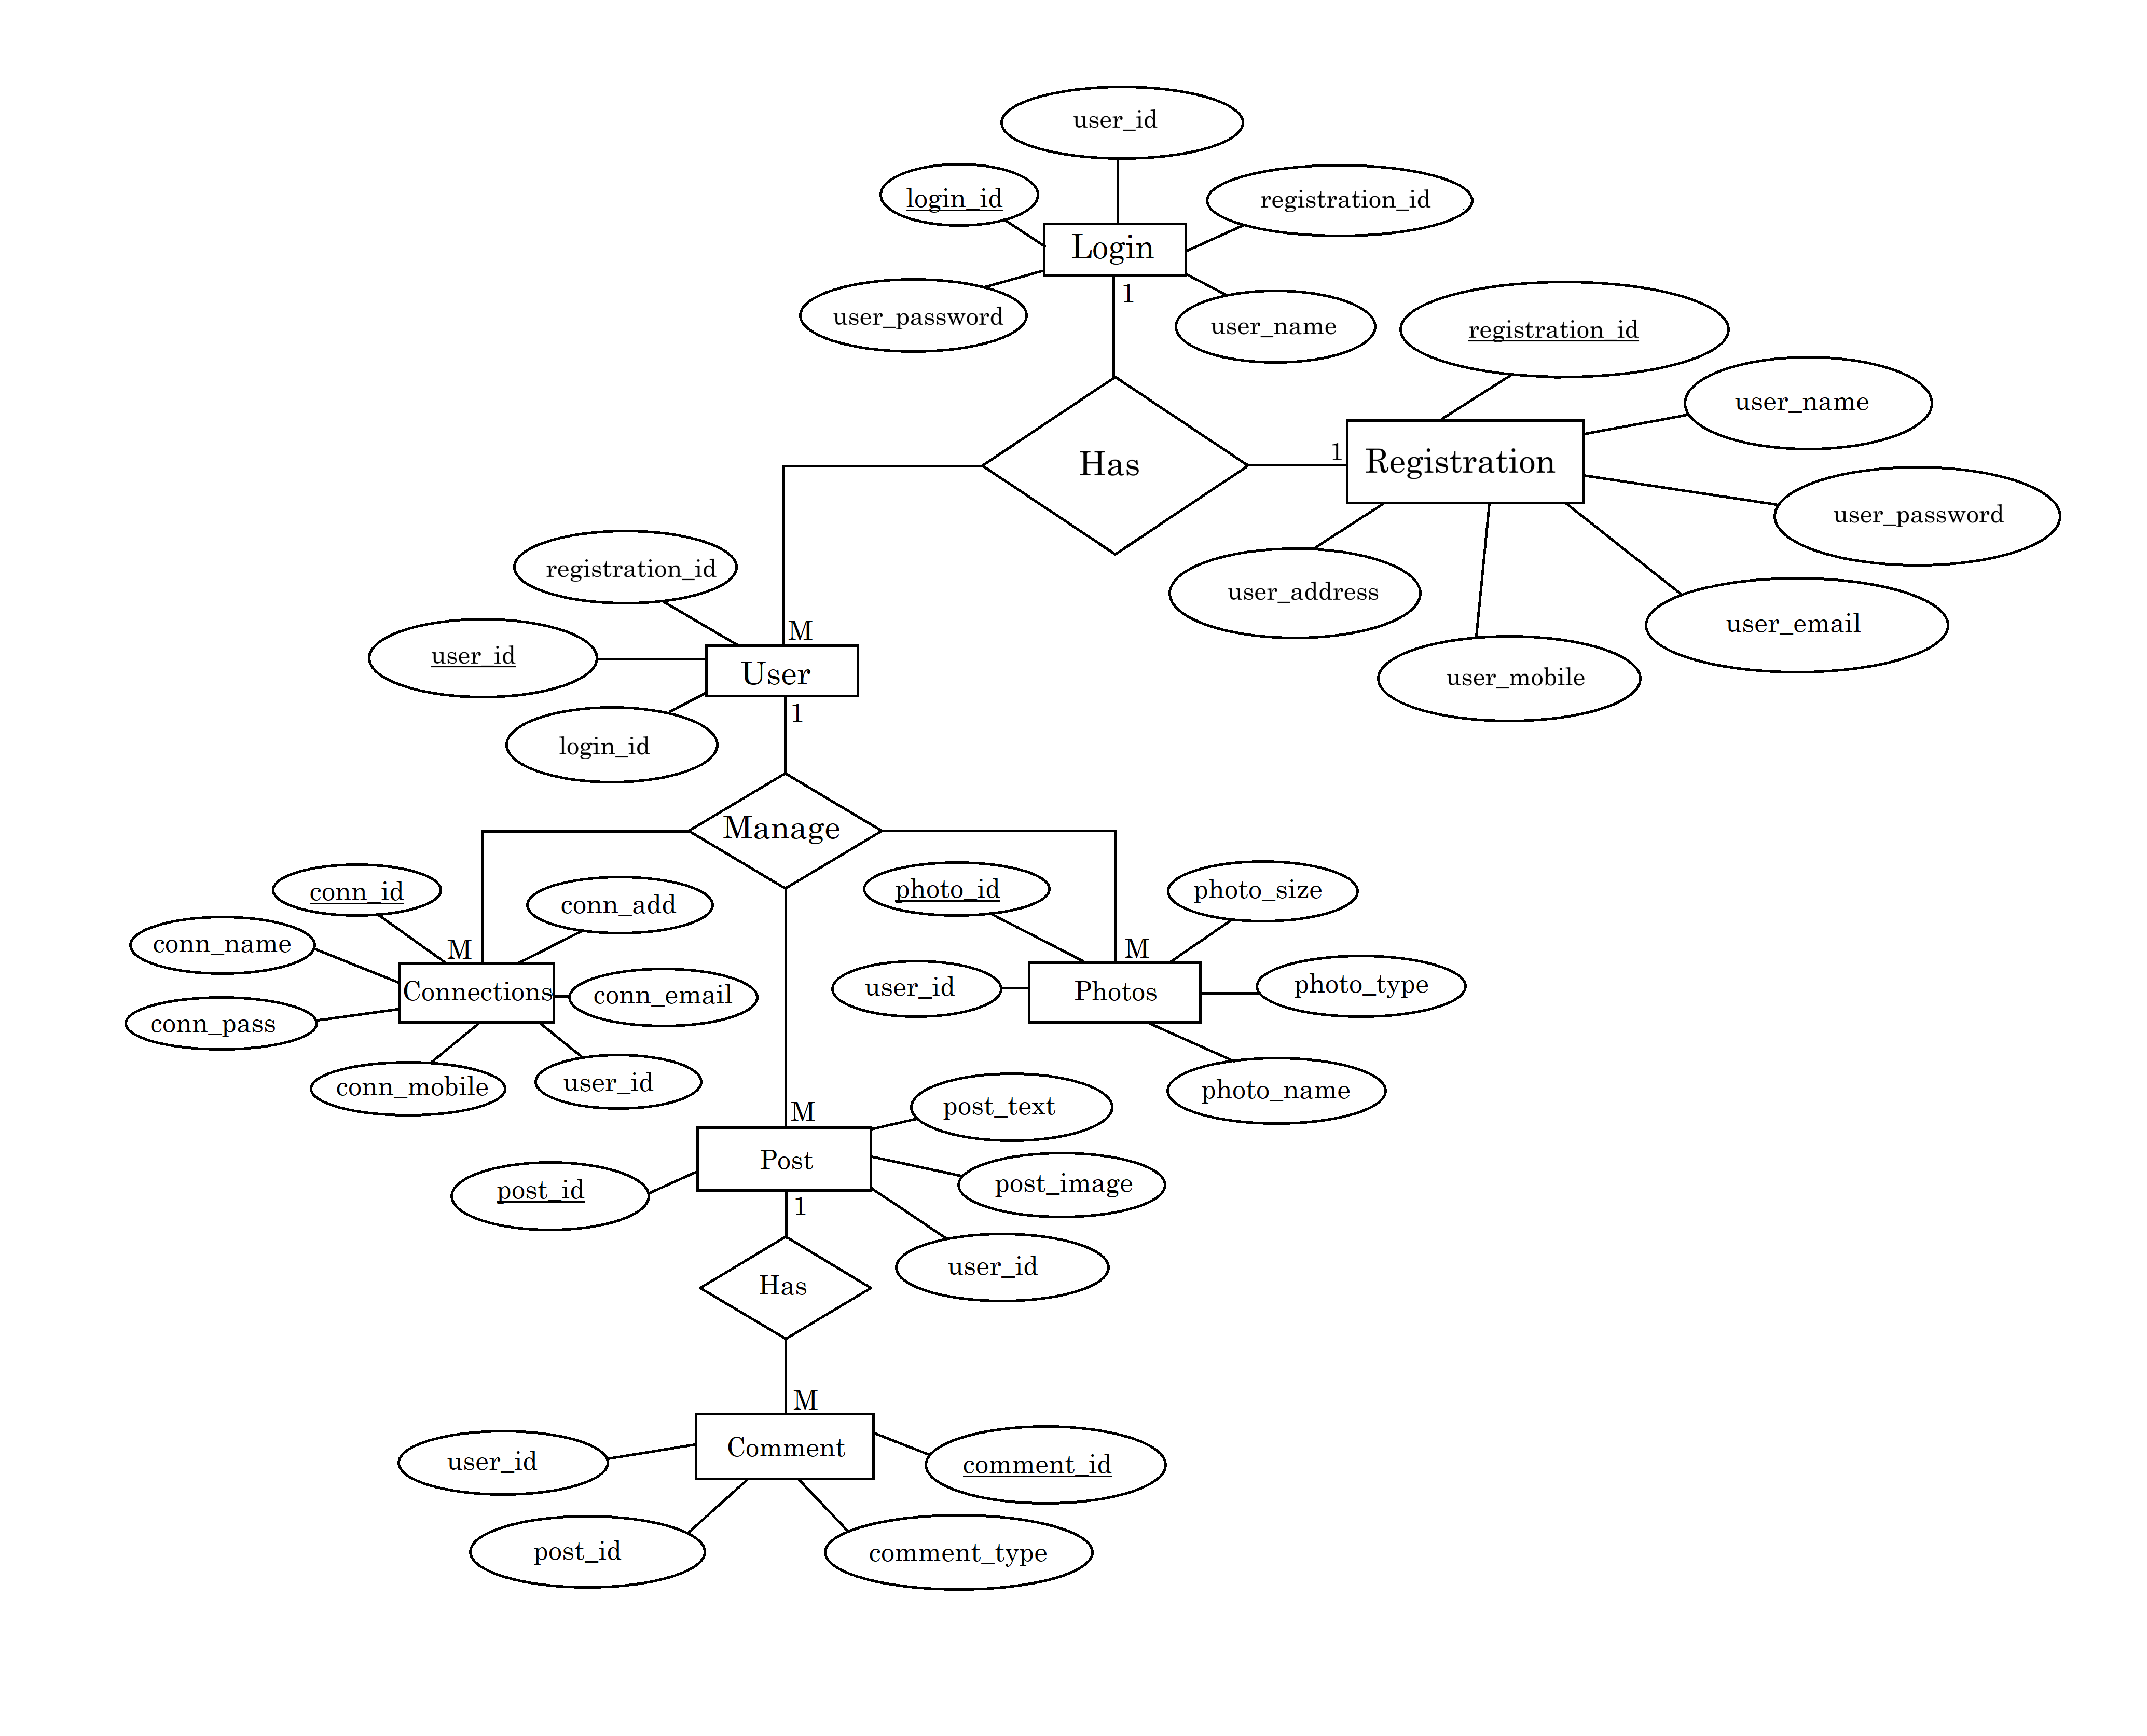 user_id
login_id
registration_id
Login
user_password
1
user_name
registration_id
user_name
Has
1
Registration
user_password
user_address
user_email
user_mobile
registration_id
M
user_id
User
login_id
1
Manage
conn_id
conn_add
photo_id
photo_size
conn_name
M
M
Connections
conn_email
user_id
Photos
photo_type
conn_pass
conn_mobile
user_id
photo_name
M
post_text
Post
post_id
post_image
1
user_id
Has
M
Comment
user_id
comment_id
post_id
comment_type